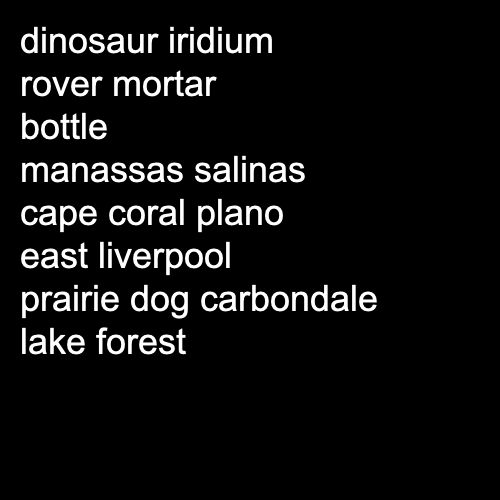 dinosaur iridium
rover mortar
bottle
manassas salinas
cape coral plano
east liverpool
prairie dog carbondale
lake forest